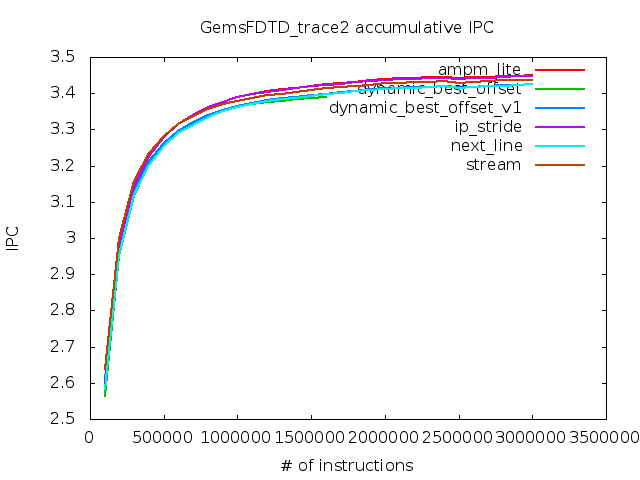 GemsFDTD_trace2 accumulative IPC
3.5
3.4
3.3
3.2
3.1
3
2.9
2.8
2.7
2.6
2.5
IPC
ampm_lite
dynamic_best_offset
dynamic_best_offset_v1
ip_stride
next_line
stream
0 500000 1000000 1500000 2000000 2500000 3000000 3500000
# of instructions